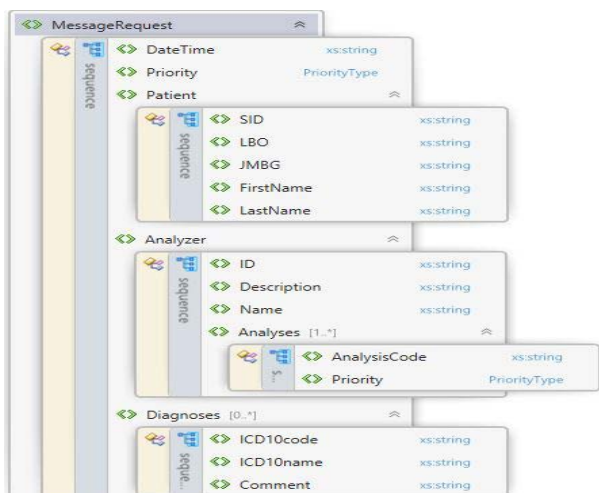 MessageRequest
sequence
DateTime xs:string
Priority PriorityType
Patient
sequence
SID xs:string
LBO xs:string
JMBG xs:string
FirstName xs:string
LastName xs:string
Analyzer
sequence
ID xs:string
Description xs:string
Name xs:string
Analyses [1..*]
s...
AnalysisCode xs:string
Priority PriorityType
Diagnoses [0..*]
seque...
ICD10code xs:string
ICD10name xs:string
Comment xs:string